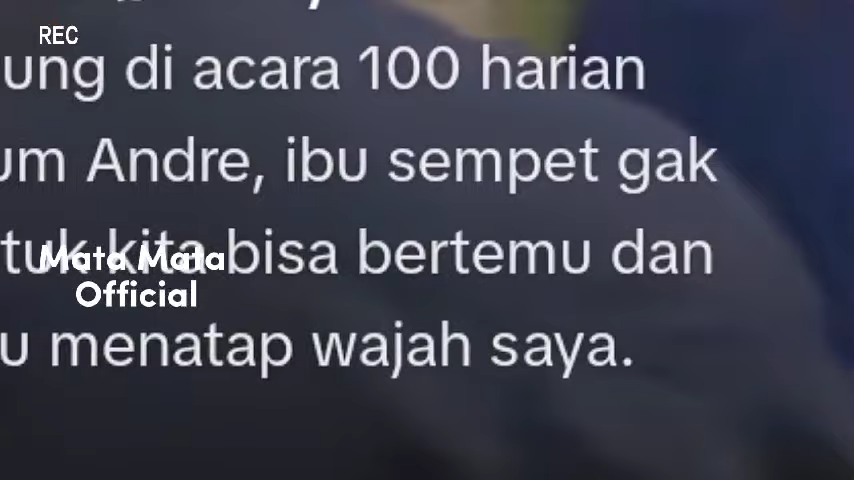 REC
ung di acara 100 harian
um Andre, ibu sempet gak
tuk kita bisa bertemu dan
Mata Mata
Official
u menatap wajah saya.